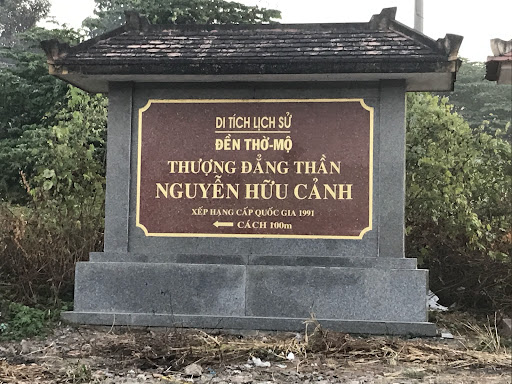 DI TÍCH LỊCH SỬ
ĐỀN THỜ-MỘ
THƯỢNG ĐẲNG THẦN
NGUYỄN HỮU CẢNH
XẾP HẠNG CẤP QUỐC GIA 1991
CÁCH 100m